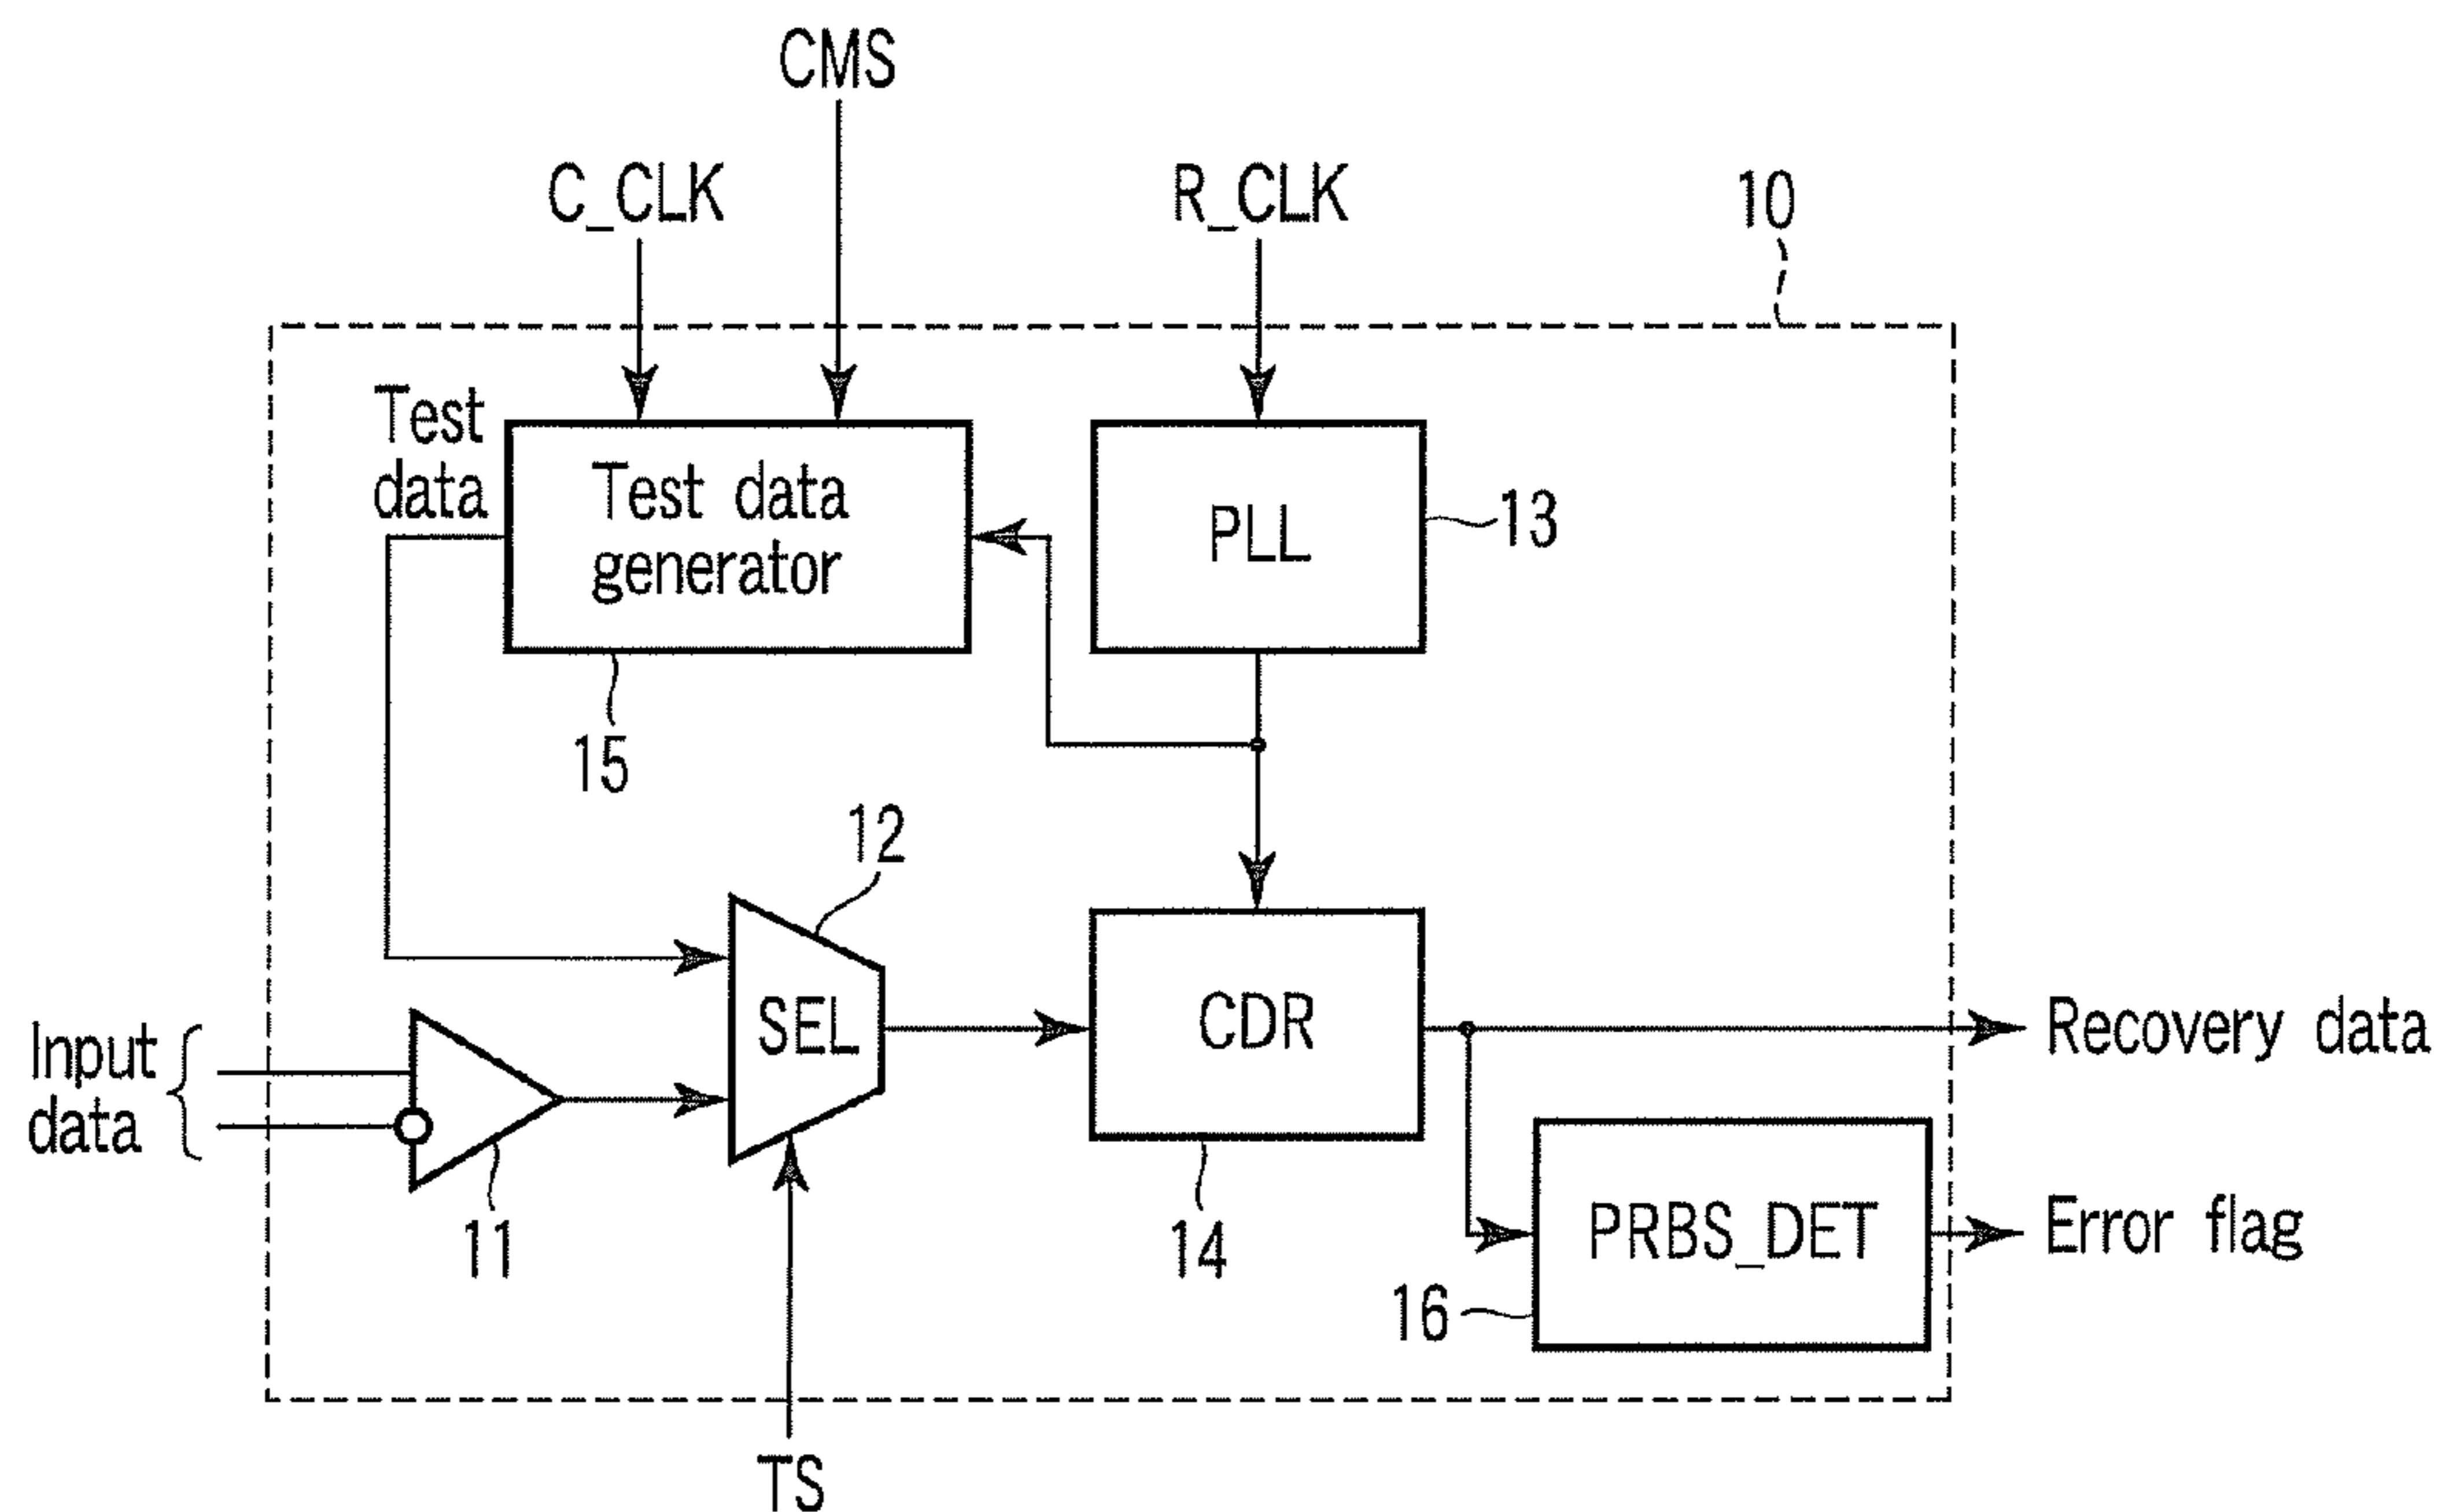 CMS
C_CLK
R_CLK
10
Test
data
Test data
generator
PLL
13
15
12
SEL
CDR
Input
data
Recovery data
11
14
PRBS_DET
Error flag
16
TS